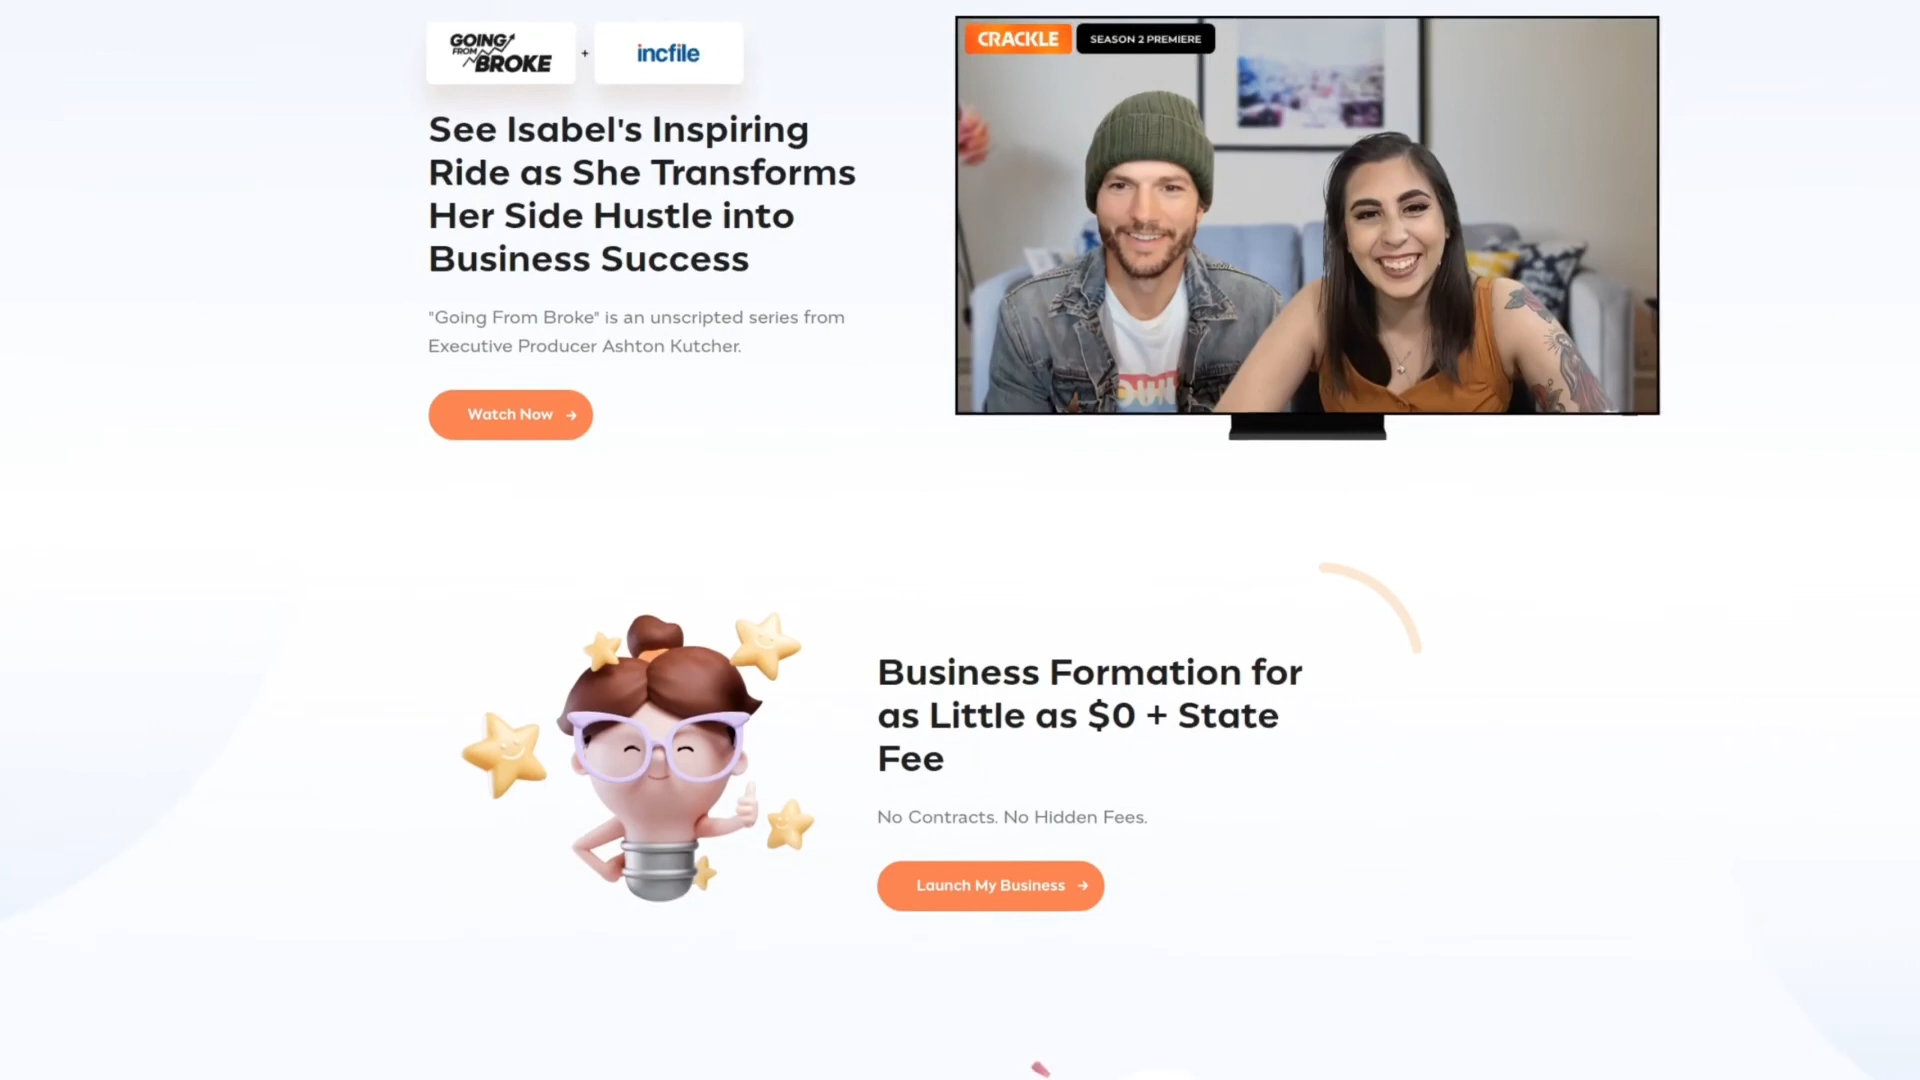 GOING
FROM
BROKE
+
incfile
See Isabel's Inspiring
Ride as She Transforms
Her Side Hustle into
Business Success
"Going From Broke" is an unscripted series from
Executive Producer Ashton Kutcher.
Watch Now →
CRACKLE
SEASON 2 PREMIERE
Business Formation for
as Little as $0 + State
Fee
No Contracts. No Hidden Fees.
Launch My Business →